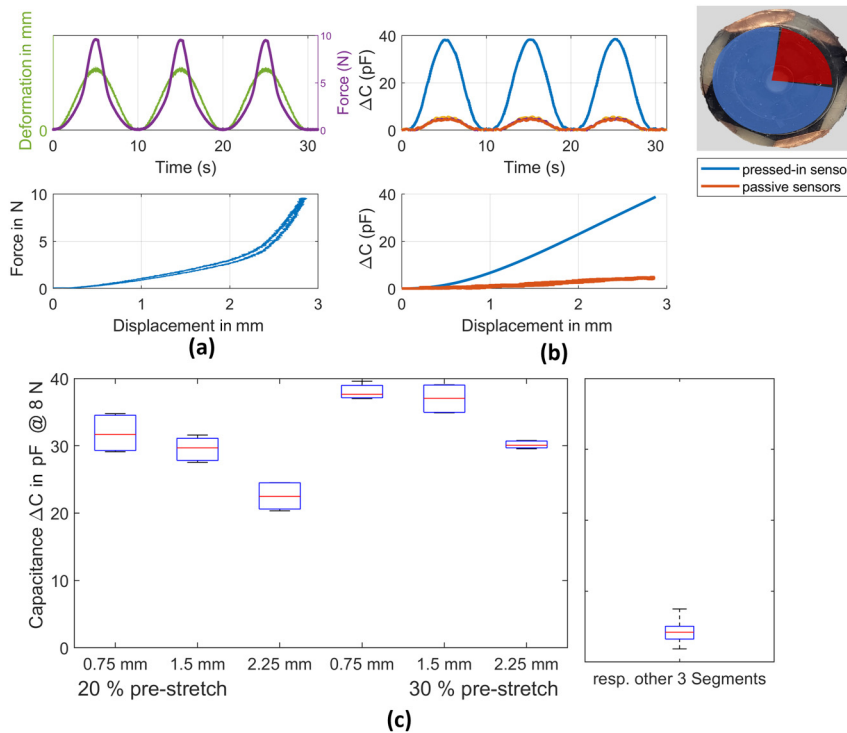 Deformation in mm
0
10
5
0
Force (N)
0 5 10 15 20 25 30
Time (s)
ΔC (pF)
40
20
0
0 10 20 30
Time (s)
pressed-in senso
passive sensors
Force in N
10
5
0
0 1 2 3
Displacement in mm
(a)
ΔC (pF)
40
20
0
0 1 2 3
Displacement in mm
(b)
Capacitance ΔC in pF @ 8 N
40
30
20
10
0
0.75 mm 1.5 mm 2.25 mm 0.75 mm 1.5 mm 2.25 mm
20 % pre-stretch 30 % pre-stretch
resp. other 3 Segments
(c)